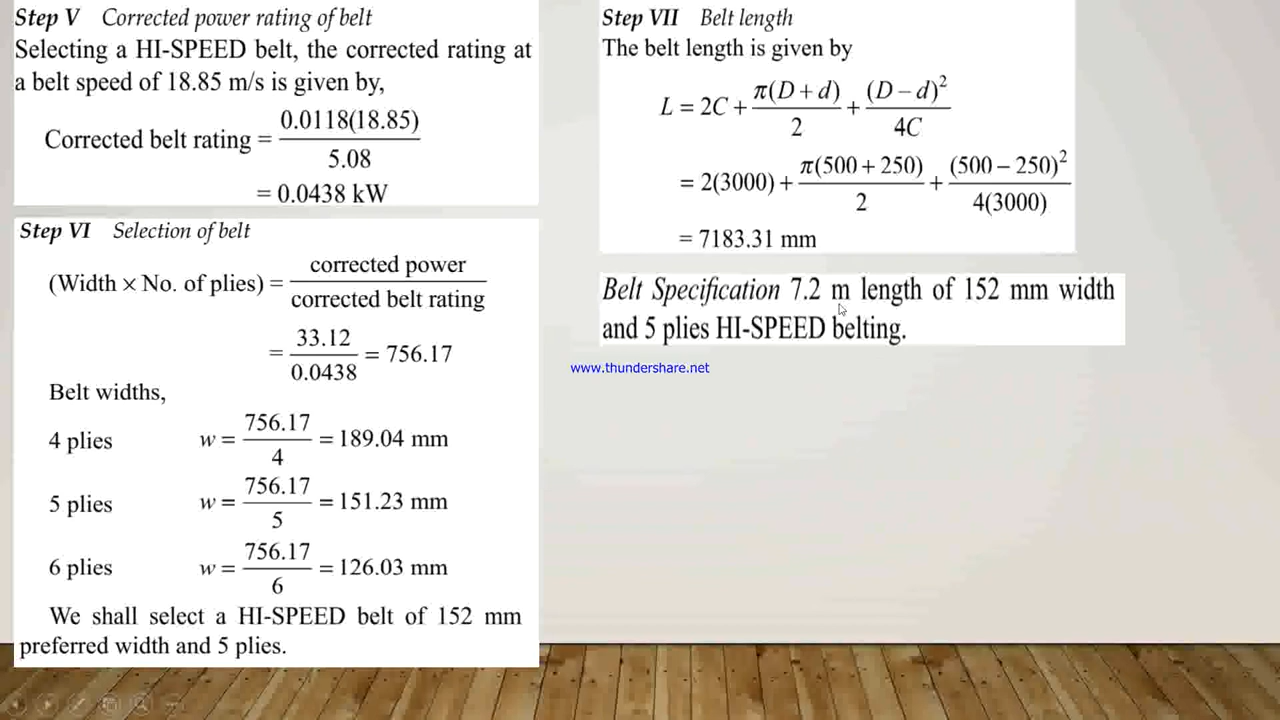 Step V Corrected power rating of belt
Selecting a HI-SPEED belt, the corrected rating at
a belt speed of 18.85 m/s is given by,
Corrected belt rating = 0.0118(18.85) / 5.08
= 0.0438 kW
Step VI Selection of belt
(Width × No. of plies) = corrected power / corrected belt rating
= 33.12 / 0.0438 = 756.17
Belt widths,
4 plies w = 756.17 / 4 = 189.04 mm
5 plies w = 756.17 / 5 = 151.23 mm
6 plies w = 756.17 / 6 = 126.03 mm
We shall select a HI-SPEED belt of 152 mm
preferred width and 5 plies.
Step VII Belt length
The belt length is given by
L = 2C + π(D + d) / 2 + (D − d)² / 4C
= 2(3000) + π(500 + 250) / 2 + (500 − 250)² / 4(3000)
= 7183.31 mm
Belt Specification 7.2 m length of 152 mm width
and 5 plies HI-SPEED belting.
www.thundershare.net